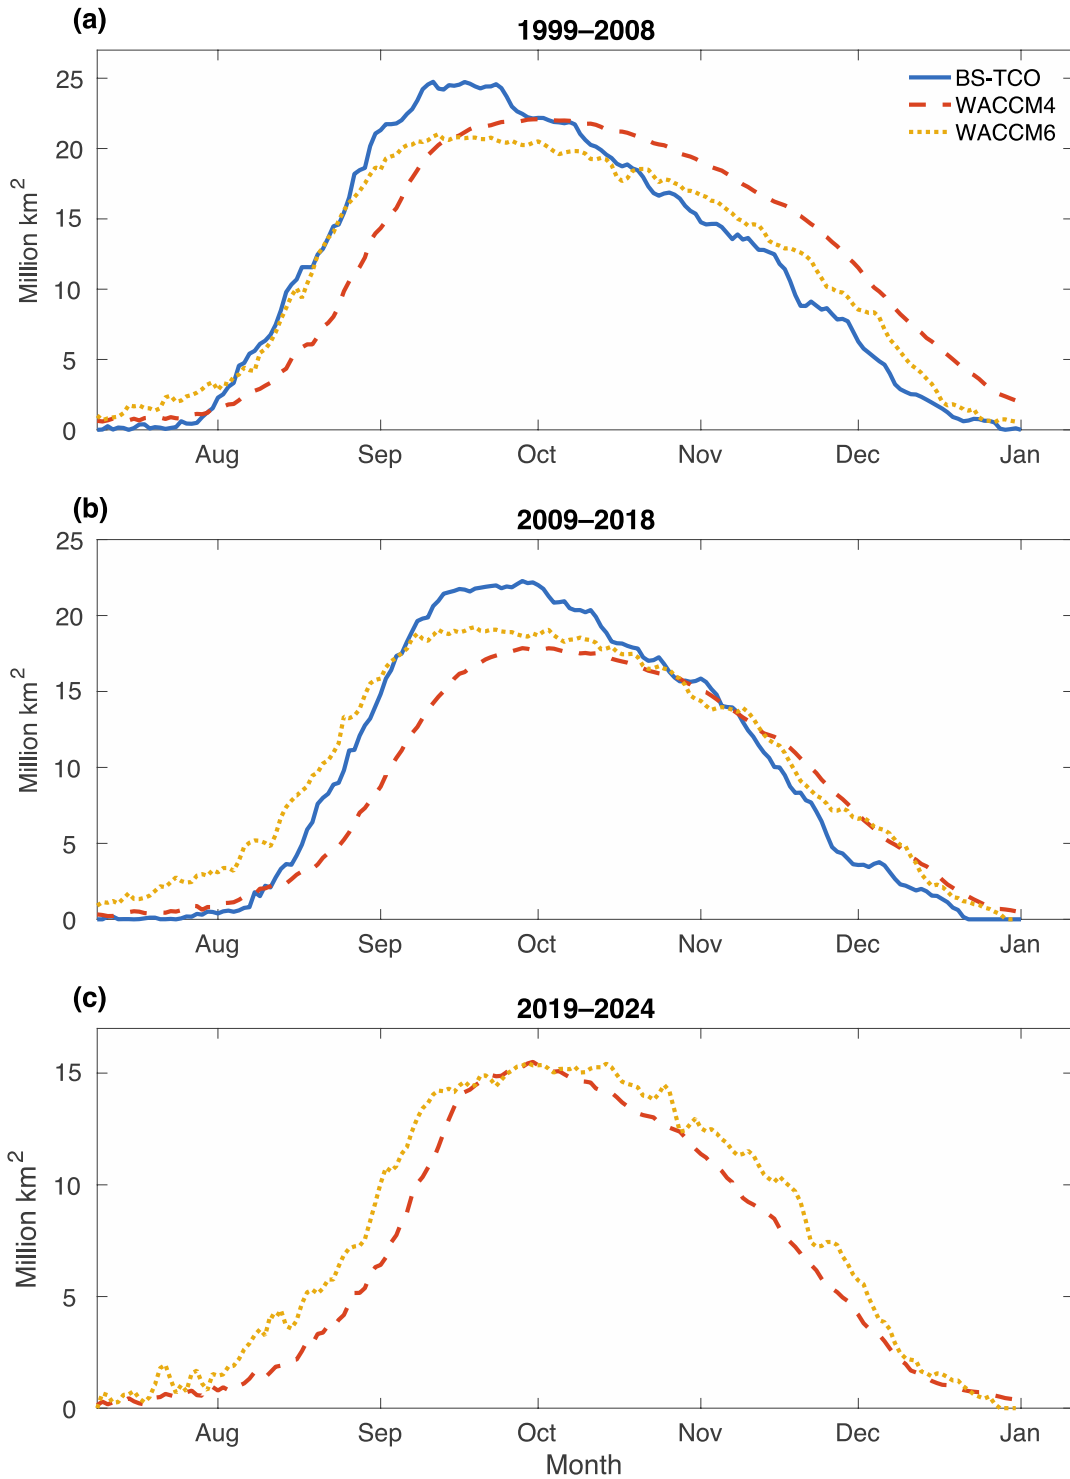 (a)
1999–2008
25
20
15
10
5
0
Million km²
BS-TCO
WACCM4
WACCM6
Aug Sep Oct Nov Dec Jan
(b)
2009–2018
25
20
15
10
5
0
Million km²
Aug Sep Oct Nov Dec Jan
(c)
2019–2024
15
10
5
0
Million km²
Aug Sep Oct Nov Dec Jan
Month